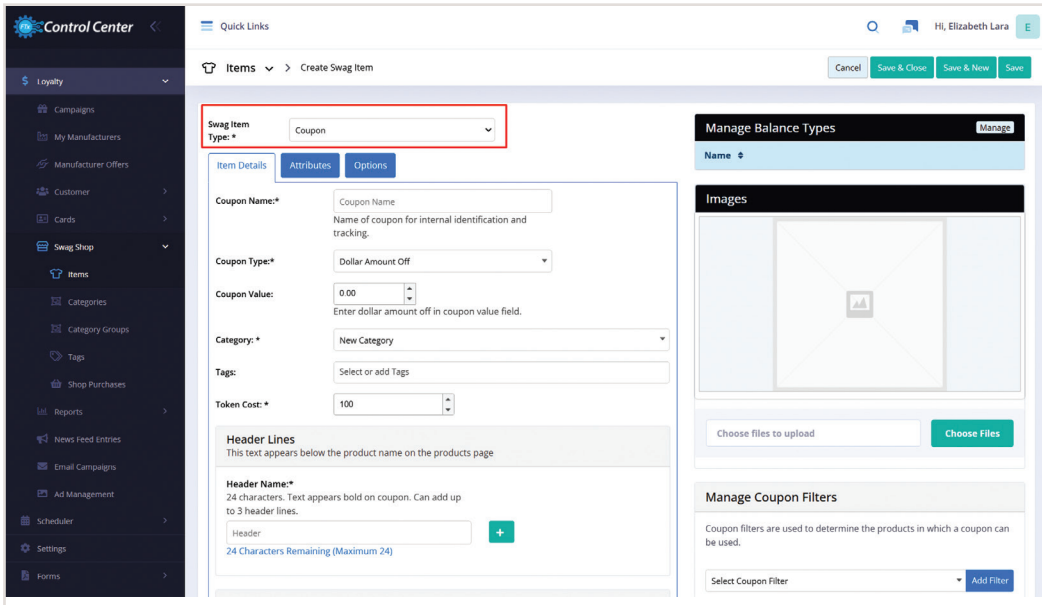 FTx Control Center
Quick Links
Hi, Elizabeth Lara
E
Items > Create Swag Item
Cancel
Save & Close
Save & New
Save
$ Loyalty
Campaigns
My Manufacturers
Manufacturer Offers
Customer
Cards
Swag Shop
Items
Categories
Category Groups
Tags
Shop Purchases
Reports
News Feed Entries
Email Campaigns
Ad Management
Scheduler
Settings
Forms
Swag Item
Type: *
Coupon
Item Details
Attributes
Options
Coupon Name:*
Coupon Name
Name of coupon for internal identification and
tracking.
Coupon Type:*
Dollar Amount Off
Coupon Value:
0.00
Enter dollar amount off in coupon value field.
Category: *
New Category
Tags:
Select or add Tags
Token Cost: *
100
Header Lines
This text appears below the product name on the products page
Header Name:*
24 characters. Text appears bold on coupon. Can add up
to 3 header lines.
Header
+
24 Characters Remaining (Maximum 24)
Manage Balance Types
Manage
Name
Images
Choose files to upload
Choose Files
Manage Coupon Filters
Coupon filters are used to determine the products in which a coupon can
be used.
Select Coupon Filter
Add Filter